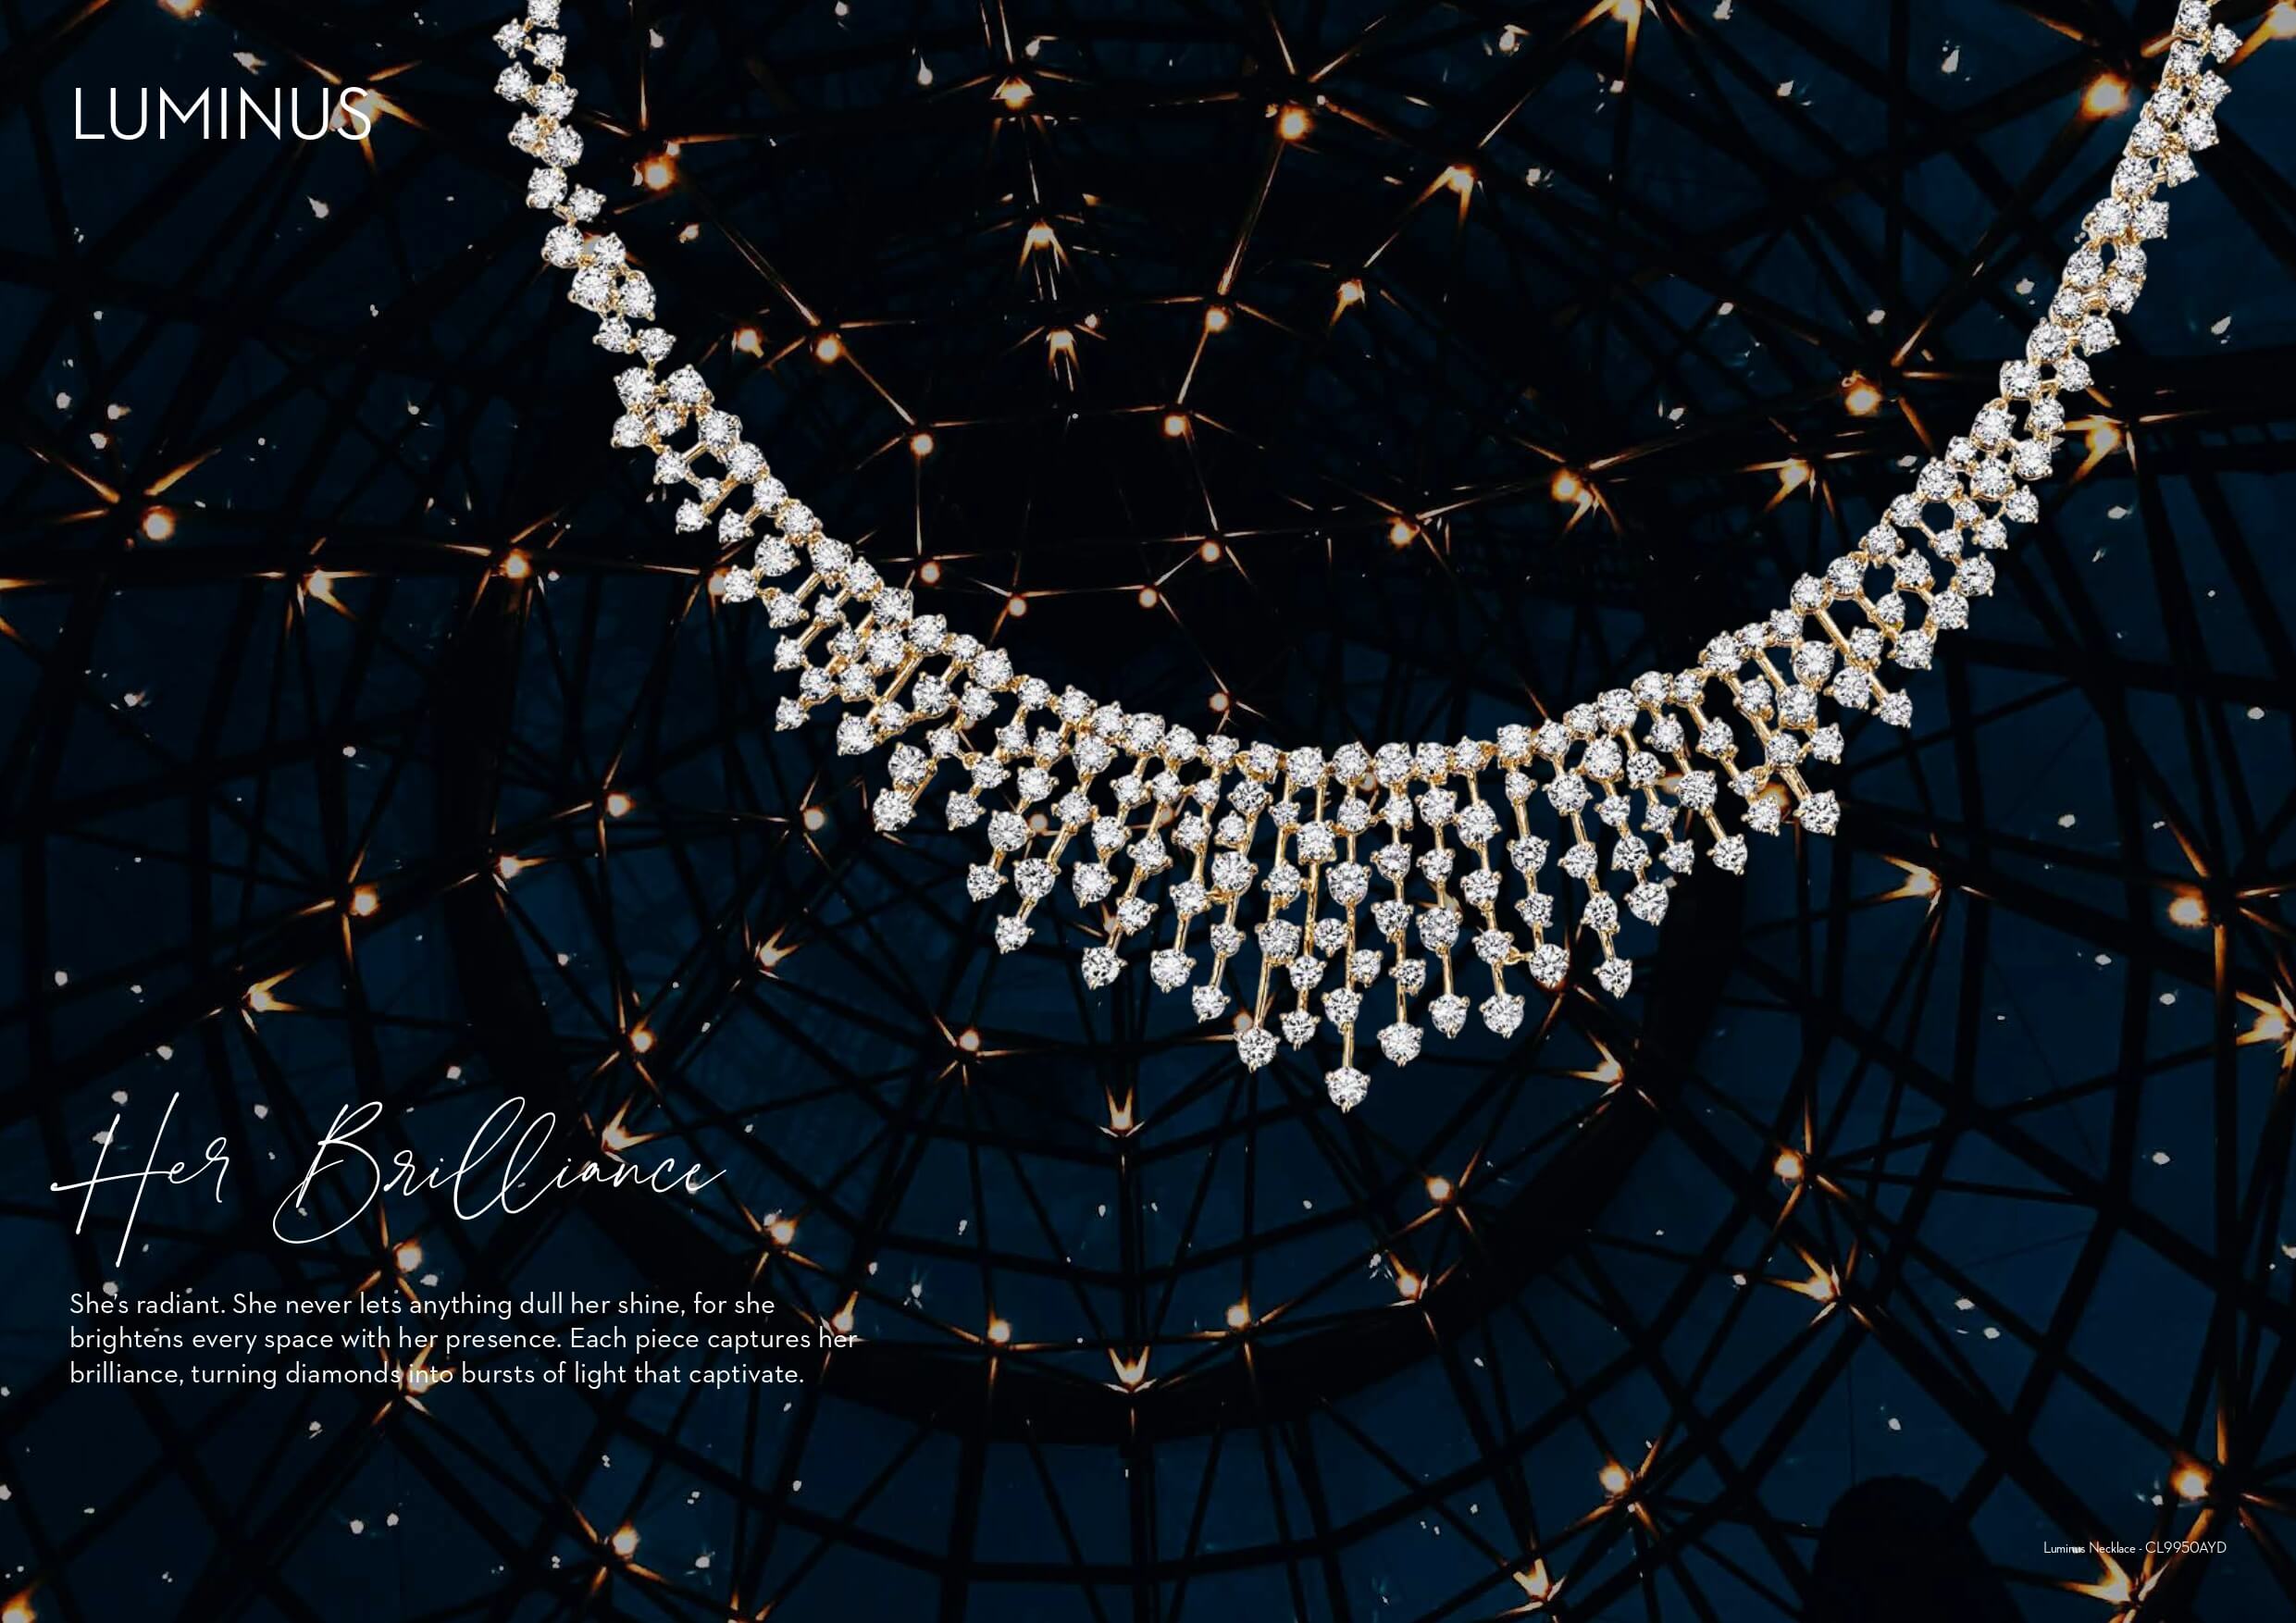 LUMINUS
Her Brilliance
She's radiant. She never lets anything dull her shine, for she
brightens every space with her presence. Each piece captures her
brilliance, turning diamonds into bursts of light that captivate.
Luminus Necklace - CL9950AYD